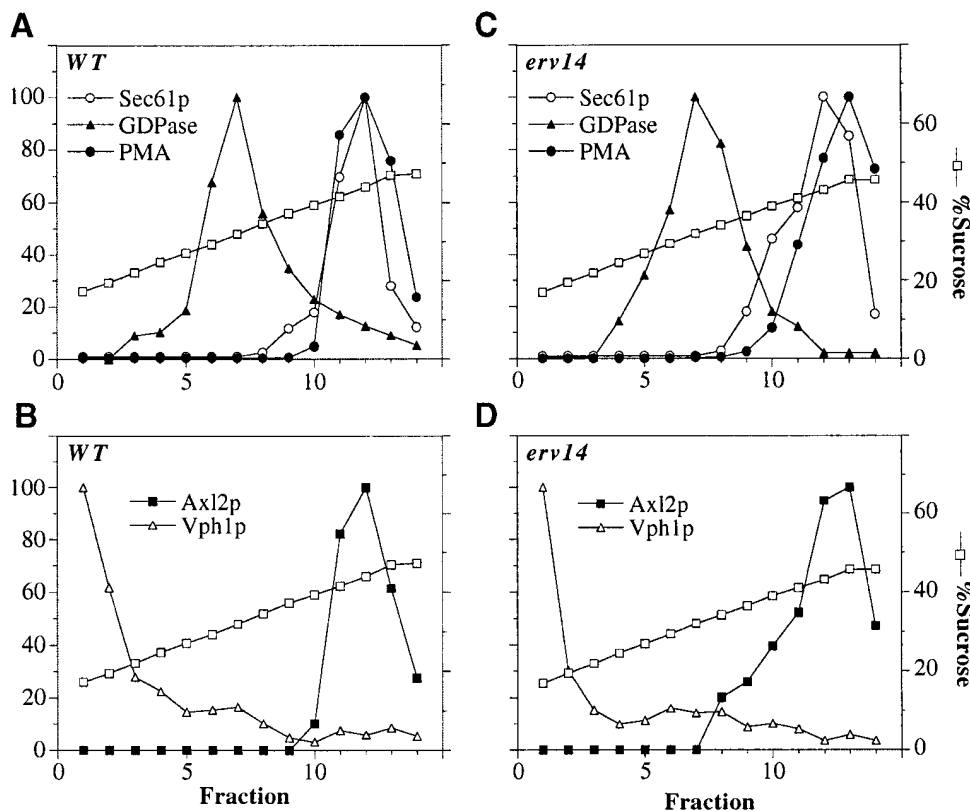 A
WT
Sec61p
GDPase
PMA
100
80
60
40
20
0
0
5
10
C
erv14
Sec61p
GDPase
PMA
60
40
20
0
0
5
10
%Sucrose
B
WT
Axl2p
Vph1p
100
80
60
40
20
0
0
5
10
Fraction
D
erv14
Axl2p
Vph1p
60
40
20
0
0
5
10
Fraction
%Sucrose